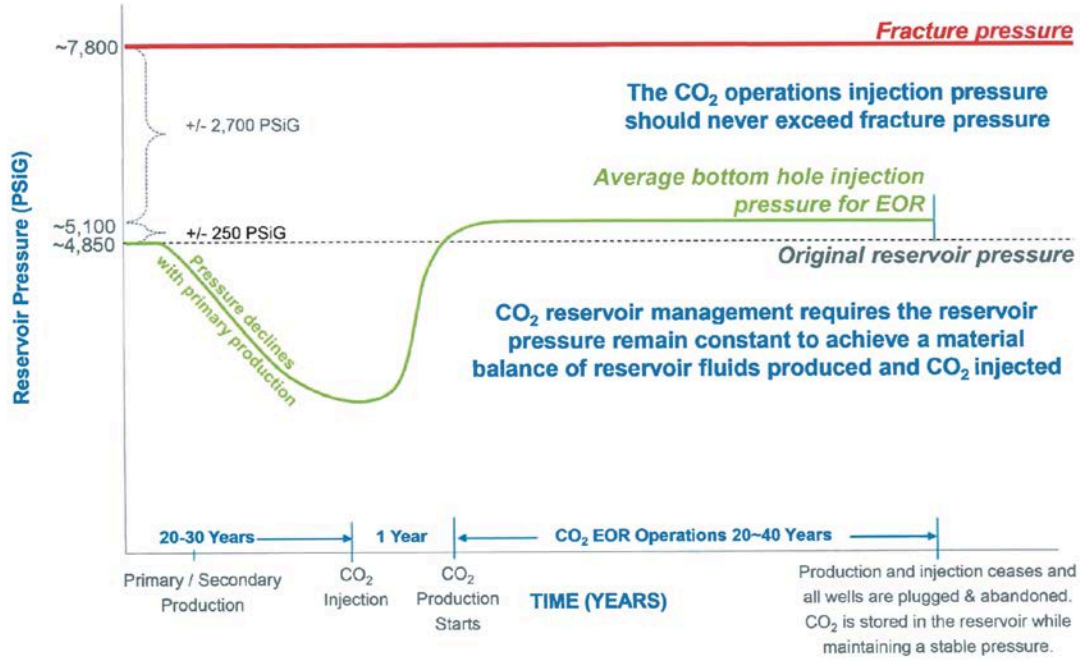 Fracture pressure
~7,800
The CO₂ operations injection pressure
should never exceed fracture pressure
+/- 2,700 PSiG
Average bottom hole injection
pressure for EOR
~5,100
+/- 250 PSiG
~4,850
Original reservoir pressure
Reservoir Pressure (PSiG)
Pressure declines
with primary production
CO₂ reservoir management requires the reservoir
pressure remain constant to achieve a material
balance of reservoir fluids produced and CO₂ injected
20-30 Years
1 Year
CO₂ EOR Operations 20~40 Years
Primary / Secondary
Production
CO₂
Injection
CO₂
Production
Starts
TIME (YEARS)
Production and injection ceases and
all wells are plugged & abandoned.
CO₂ is stored in the reservoir while
maintaining a stable pressure.